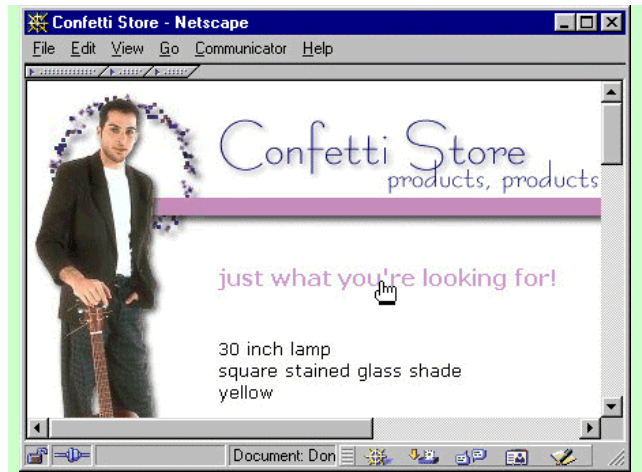 Confetti Store - Netscape
File Edit View Go Communicator Help
Confetti Store
products, products
just what you're looking for!
30 inch lamp
square stained glass shade
yellow
Document: Don